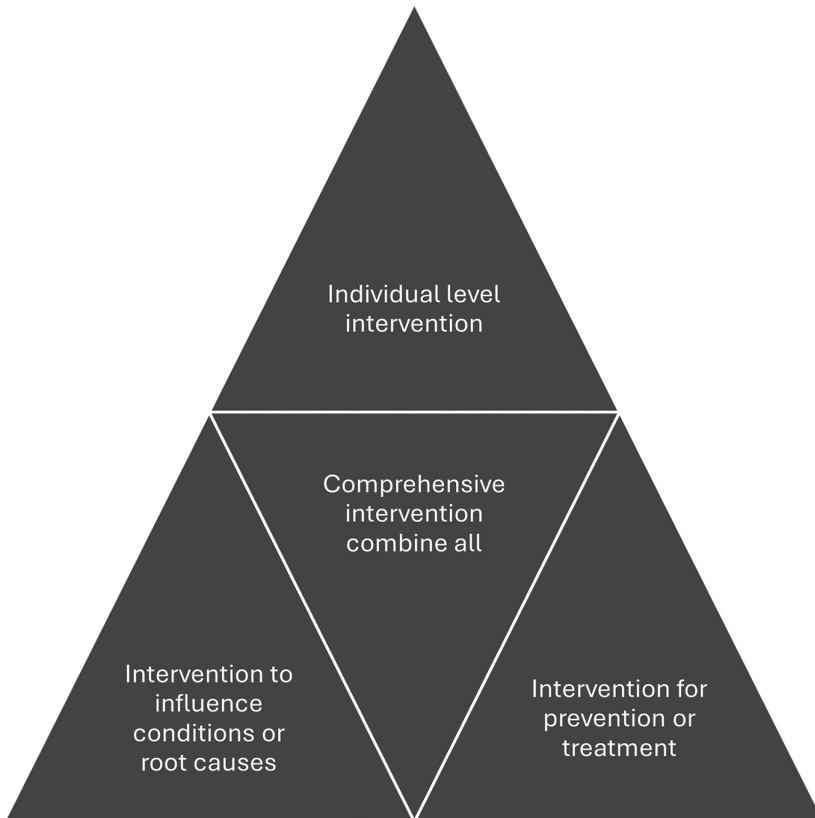 Individual level
intervention
Comprehensive
intervention
combine all
Intervention to
influence
conditions or
root causes
Intervention for
prevention or
treatment